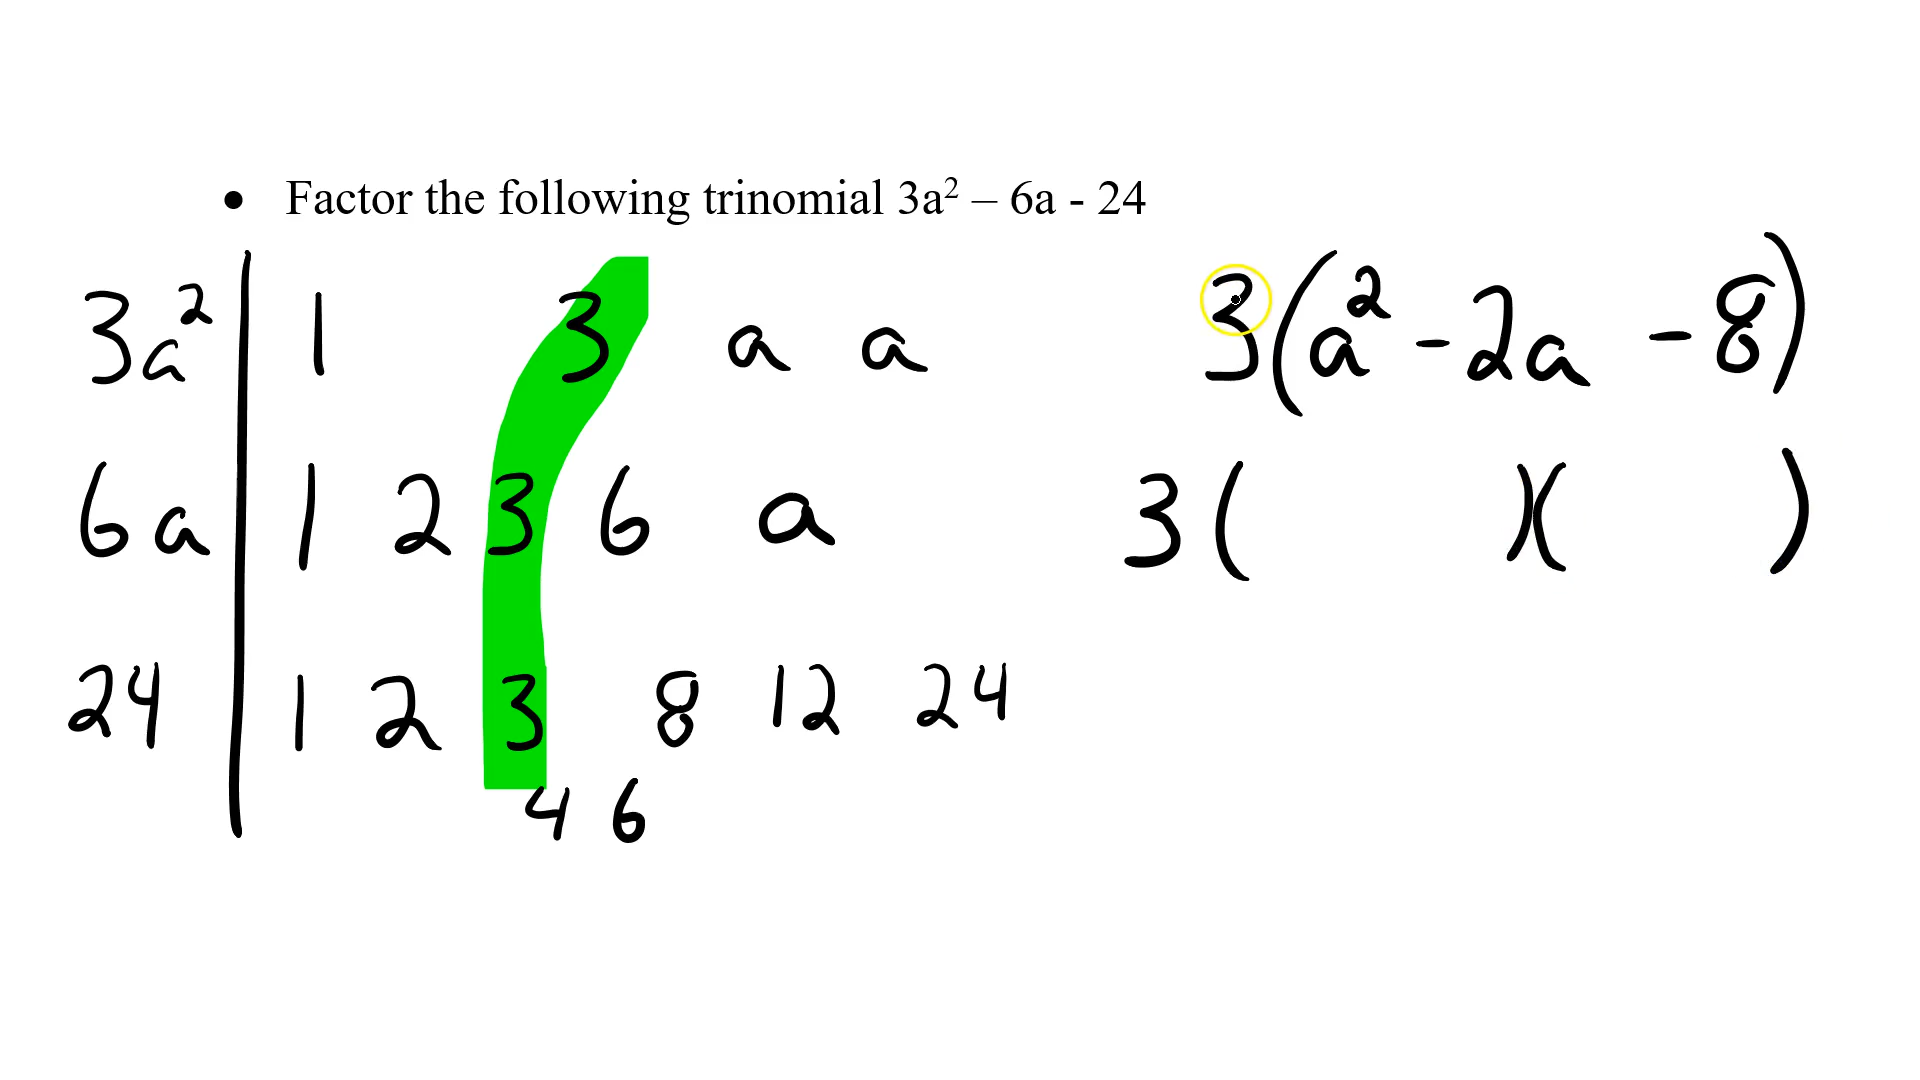 • Factor the following trinomial 3a² – 6a - 24
3a² | 1 3 a a
3(a² - 2a - 8)
6a | 1 2 3 6 a
3( )( )
24 | 1 2 3 8 12 24
4 6